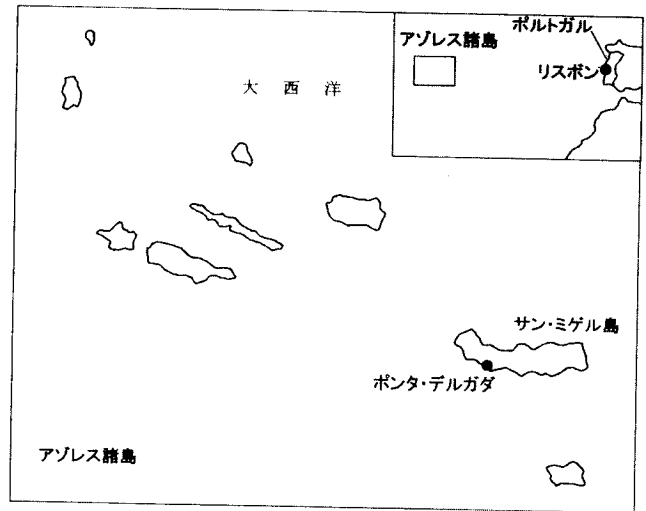 ポルトガル
アゾレス諸島
リスボン
大西洋
サン・ミゲル島
ポンタ・デルガダ
アゾレス諸島